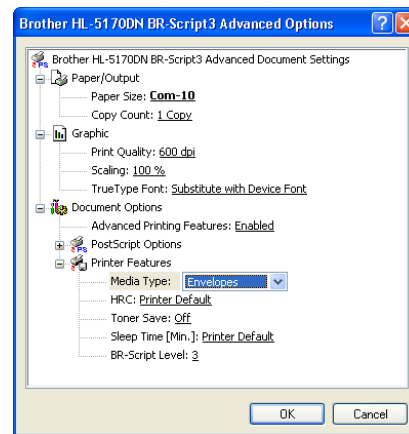 Brother HL-5170DN BR-Script3 Advanced Options
Brother HL-5170DN BR-Script3 Advanced Document Settings
Paper/Output
Paper Size: Com-10
Copy Count: 1 Copy
Graphic
Print Quality: 600 dpi
Scaling: 100 %
TrueType Font: Substitute with Device Font
Document Options
Advanced Printing Features: Enabled
PostScript Options
Printer Features
Media Type: Envelopes
HRC: Printer Default
Toner Save: Off
Sleep Time [Min.]: Printer Default
BR-Script Level: 3
OK Cancel